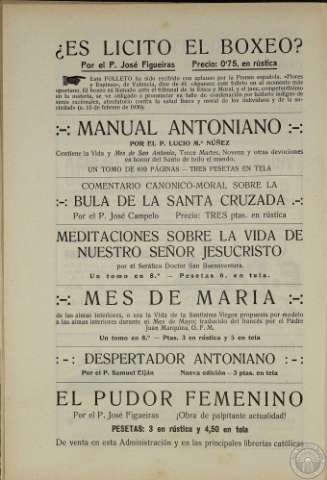 ¿ES LICITO EL BOXEO?
Por el P. José Figueiras Precio: 0'75, en rústica
Este FOLLETO ha sido recibido con aplauso por la Prensa española. «Flores
y Espinas», de Valencia, dice de él: «Aparece este folleto en el momento más
oportuno. El boxeo es llamado ante el tribunal de la Etica y Moral, y el juez, competentísimo
en la materia, se ve obligado a pronunciar su fallo de condenación por hallarlo indigno de
seres racionales, atentatorio contra la salud física y moral de los individuos y de la so-
ciedad»
:-: MANUAL ANTONIANO :-:
POR EL P. LUCIO M.ª NÚÑEZ
Contiene la Vida y Mes de San Antonio, Trece Martes, Novena y otras devociones
en honor del Santo de todo el mundo.
UN TOMO DE 610 PÁGINAS — TRES PESETAS EN TELA
COMENTARIO CANONICO-MORAL SOBRE LA
:-: BULA DE LA SANTA CRUZADA :-:
Por el P. José Campelo Precio: TRES ptas. en rústica
MEDITACIONES SOBRE LA VIDA DE
NUESTRO SEÑOR JESUCRISTO
por el Seráfico Doctor San Buenaventura.
Un tomo en 8.º - Pesetas 6, en tela.
:-: MES DE MARIA :-:
de las almas interiores, o sea la Vida de la Santísima Virgen propuesta por modelo
a las almas interiores durante el Mes de Mayo; traducido del francés por el Padre
Juan Marquina, O. F. M.
Un tomo en 8.º - Ptas. 3 en rústica y 5 en tela
:-: DESPERTADOR ANTONIANO :-:
Por el P. Samuel Eiján Nueva edición—3 ptas. en tela
EL PUDOR FEMENINO
Por el P. José Figueiras ¡Obra de palpitante actualidad!
PESETAS: 3 en rústica y 4,50 en tela
De venta en esta Administración y en las principales librerías católicas